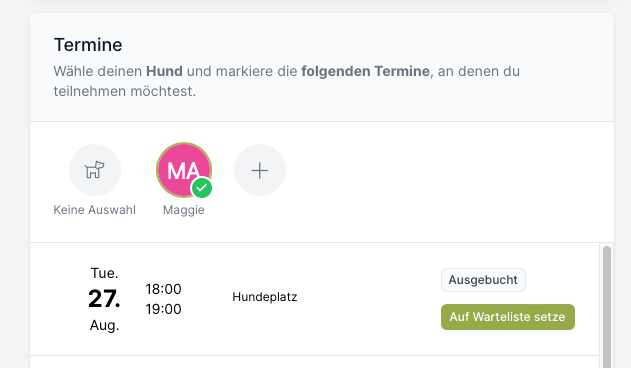 Termine
Wähle deinen Hund und markiere die folgenden Termine, an denen du
teilnehmen möchtest.
MA
Keine Auswahl
Maggie
Tue.
27.
Aug.
18:00
19:00
Hundeplatz
Ausgebucht
Auf Warteliste setze